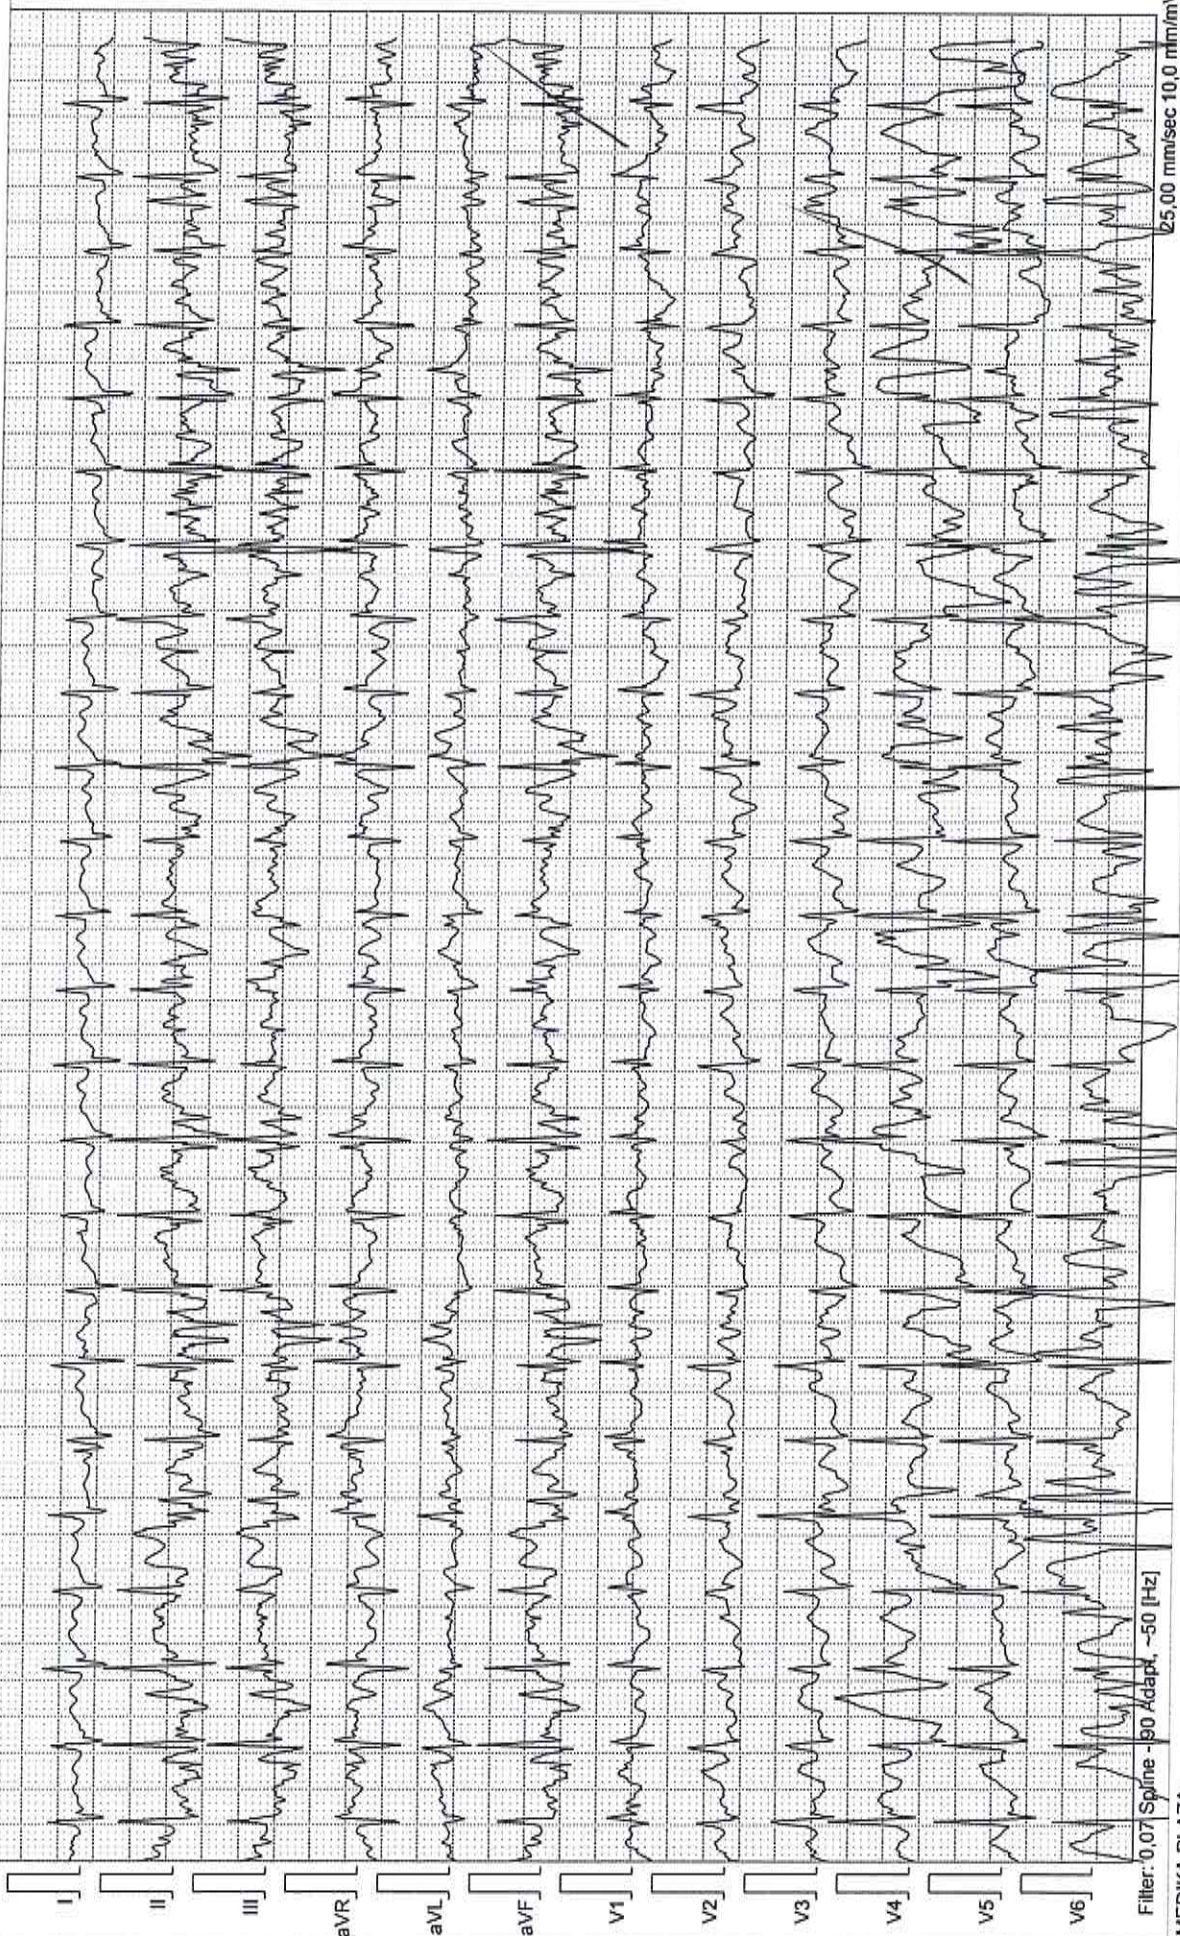 I
II
III
aVR
aVL
aVF
V1
V2
V3
V4
V5
V6
Filter: 0,07 Spline - 90 Adapt, ~50 [Hz]
25,00 mm/sec 10,0 mm/mV